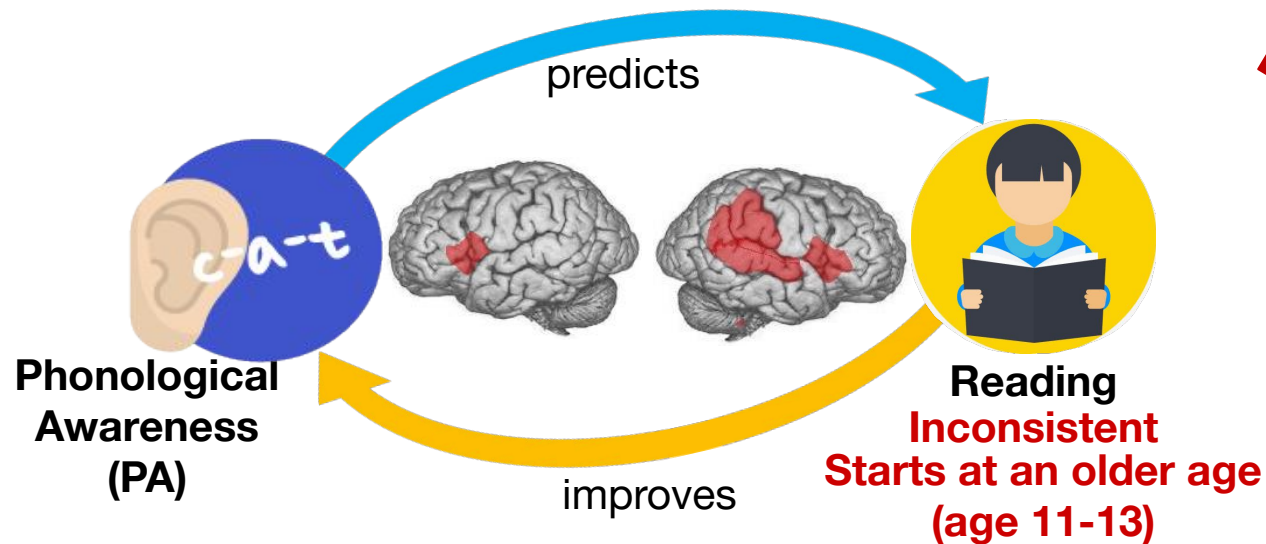 predicts
c-a-t
Phonological
Awareness
(PA)
Reading
Inconsistent
Starts at an older age
(age 11-13)
improves